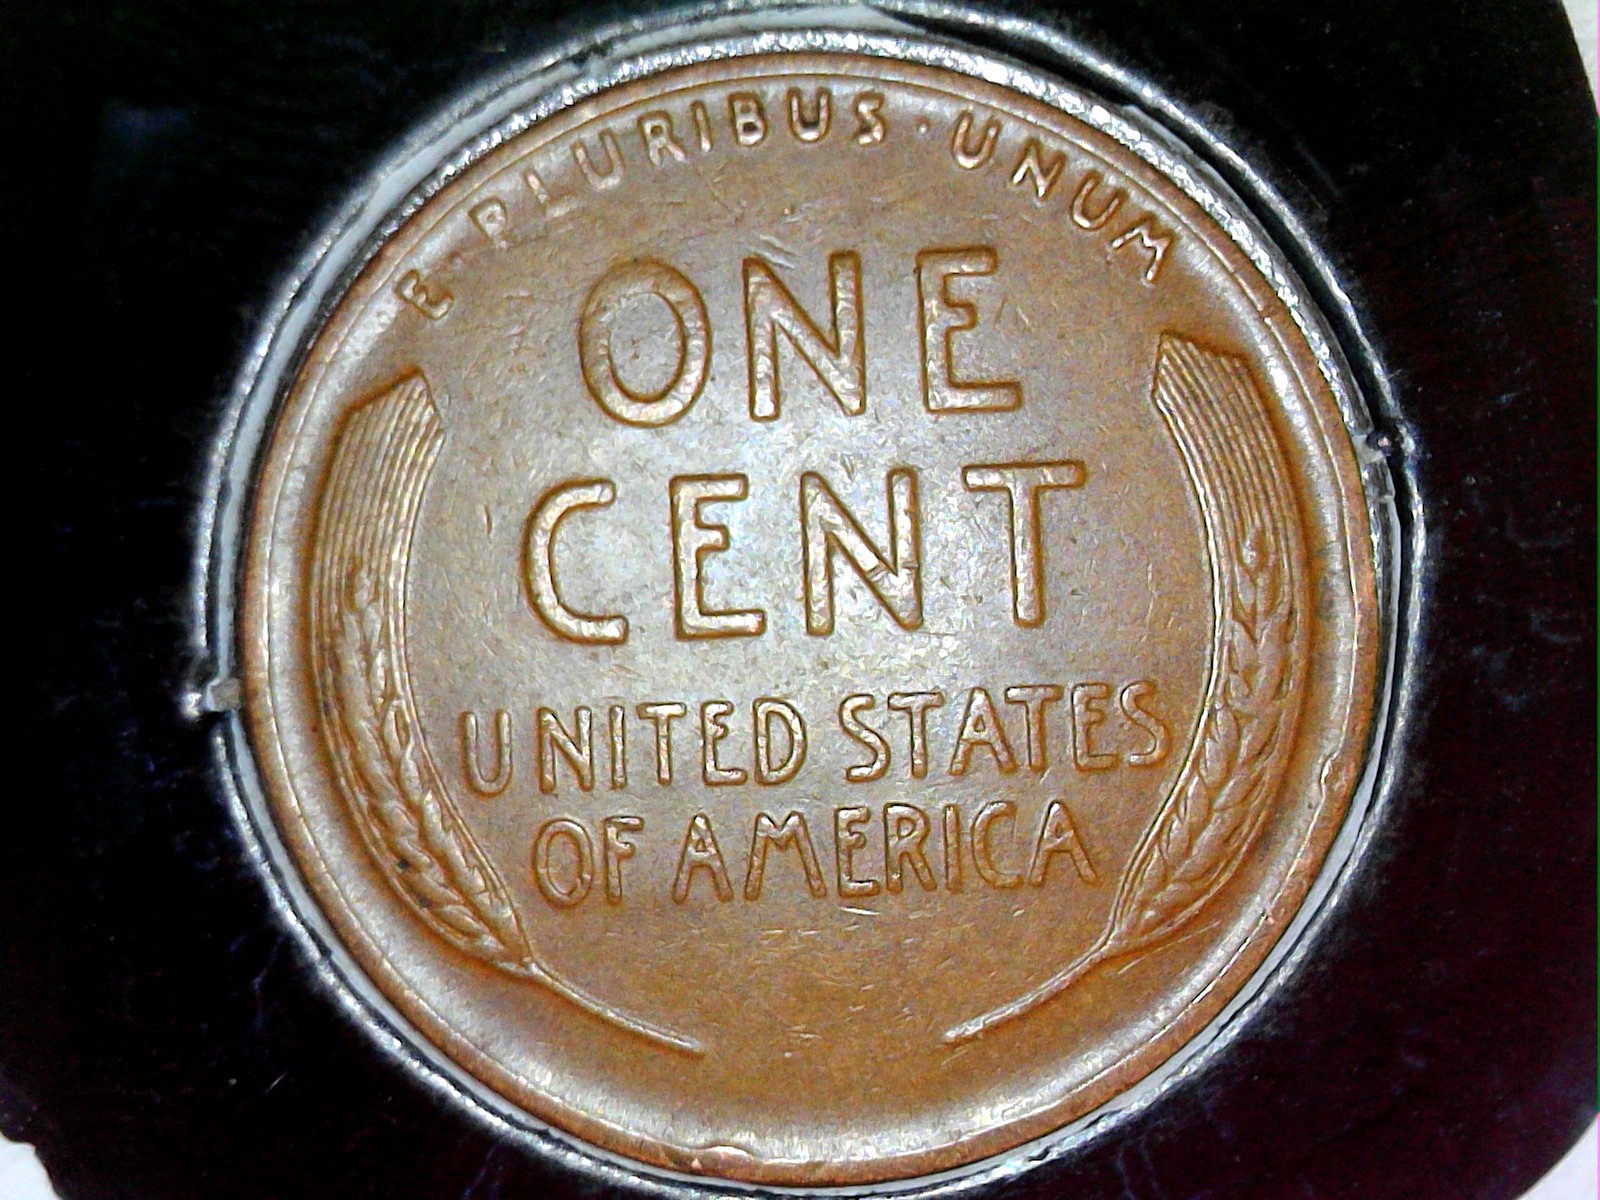 E PLURIBUS · UNUM
ONE
CENT
UNITED STATES
OF AMERICA